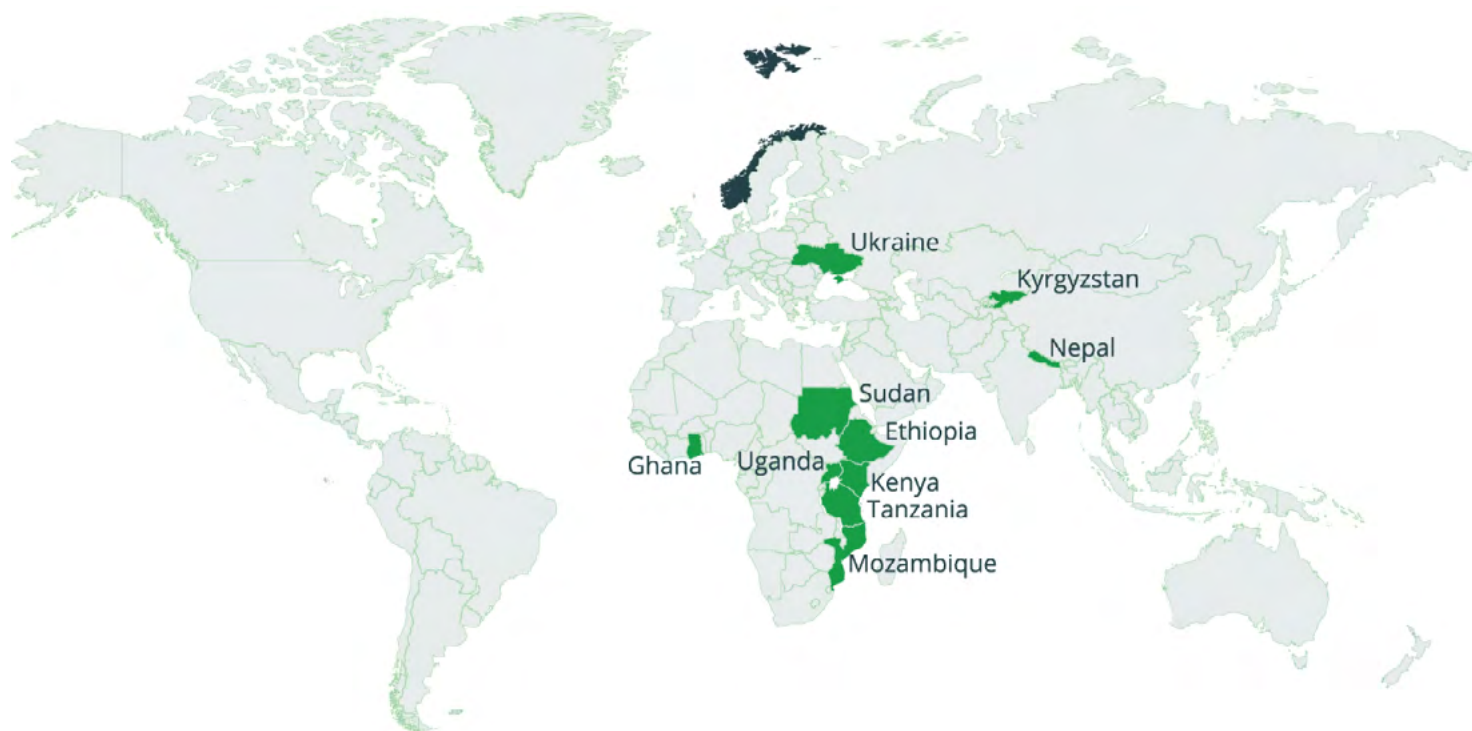 Ukraine
Kyrgyzstan
Nepal
Sudan
Ethiopia
Ghana
Uganda
Kenya
Tanzania
Mozambique